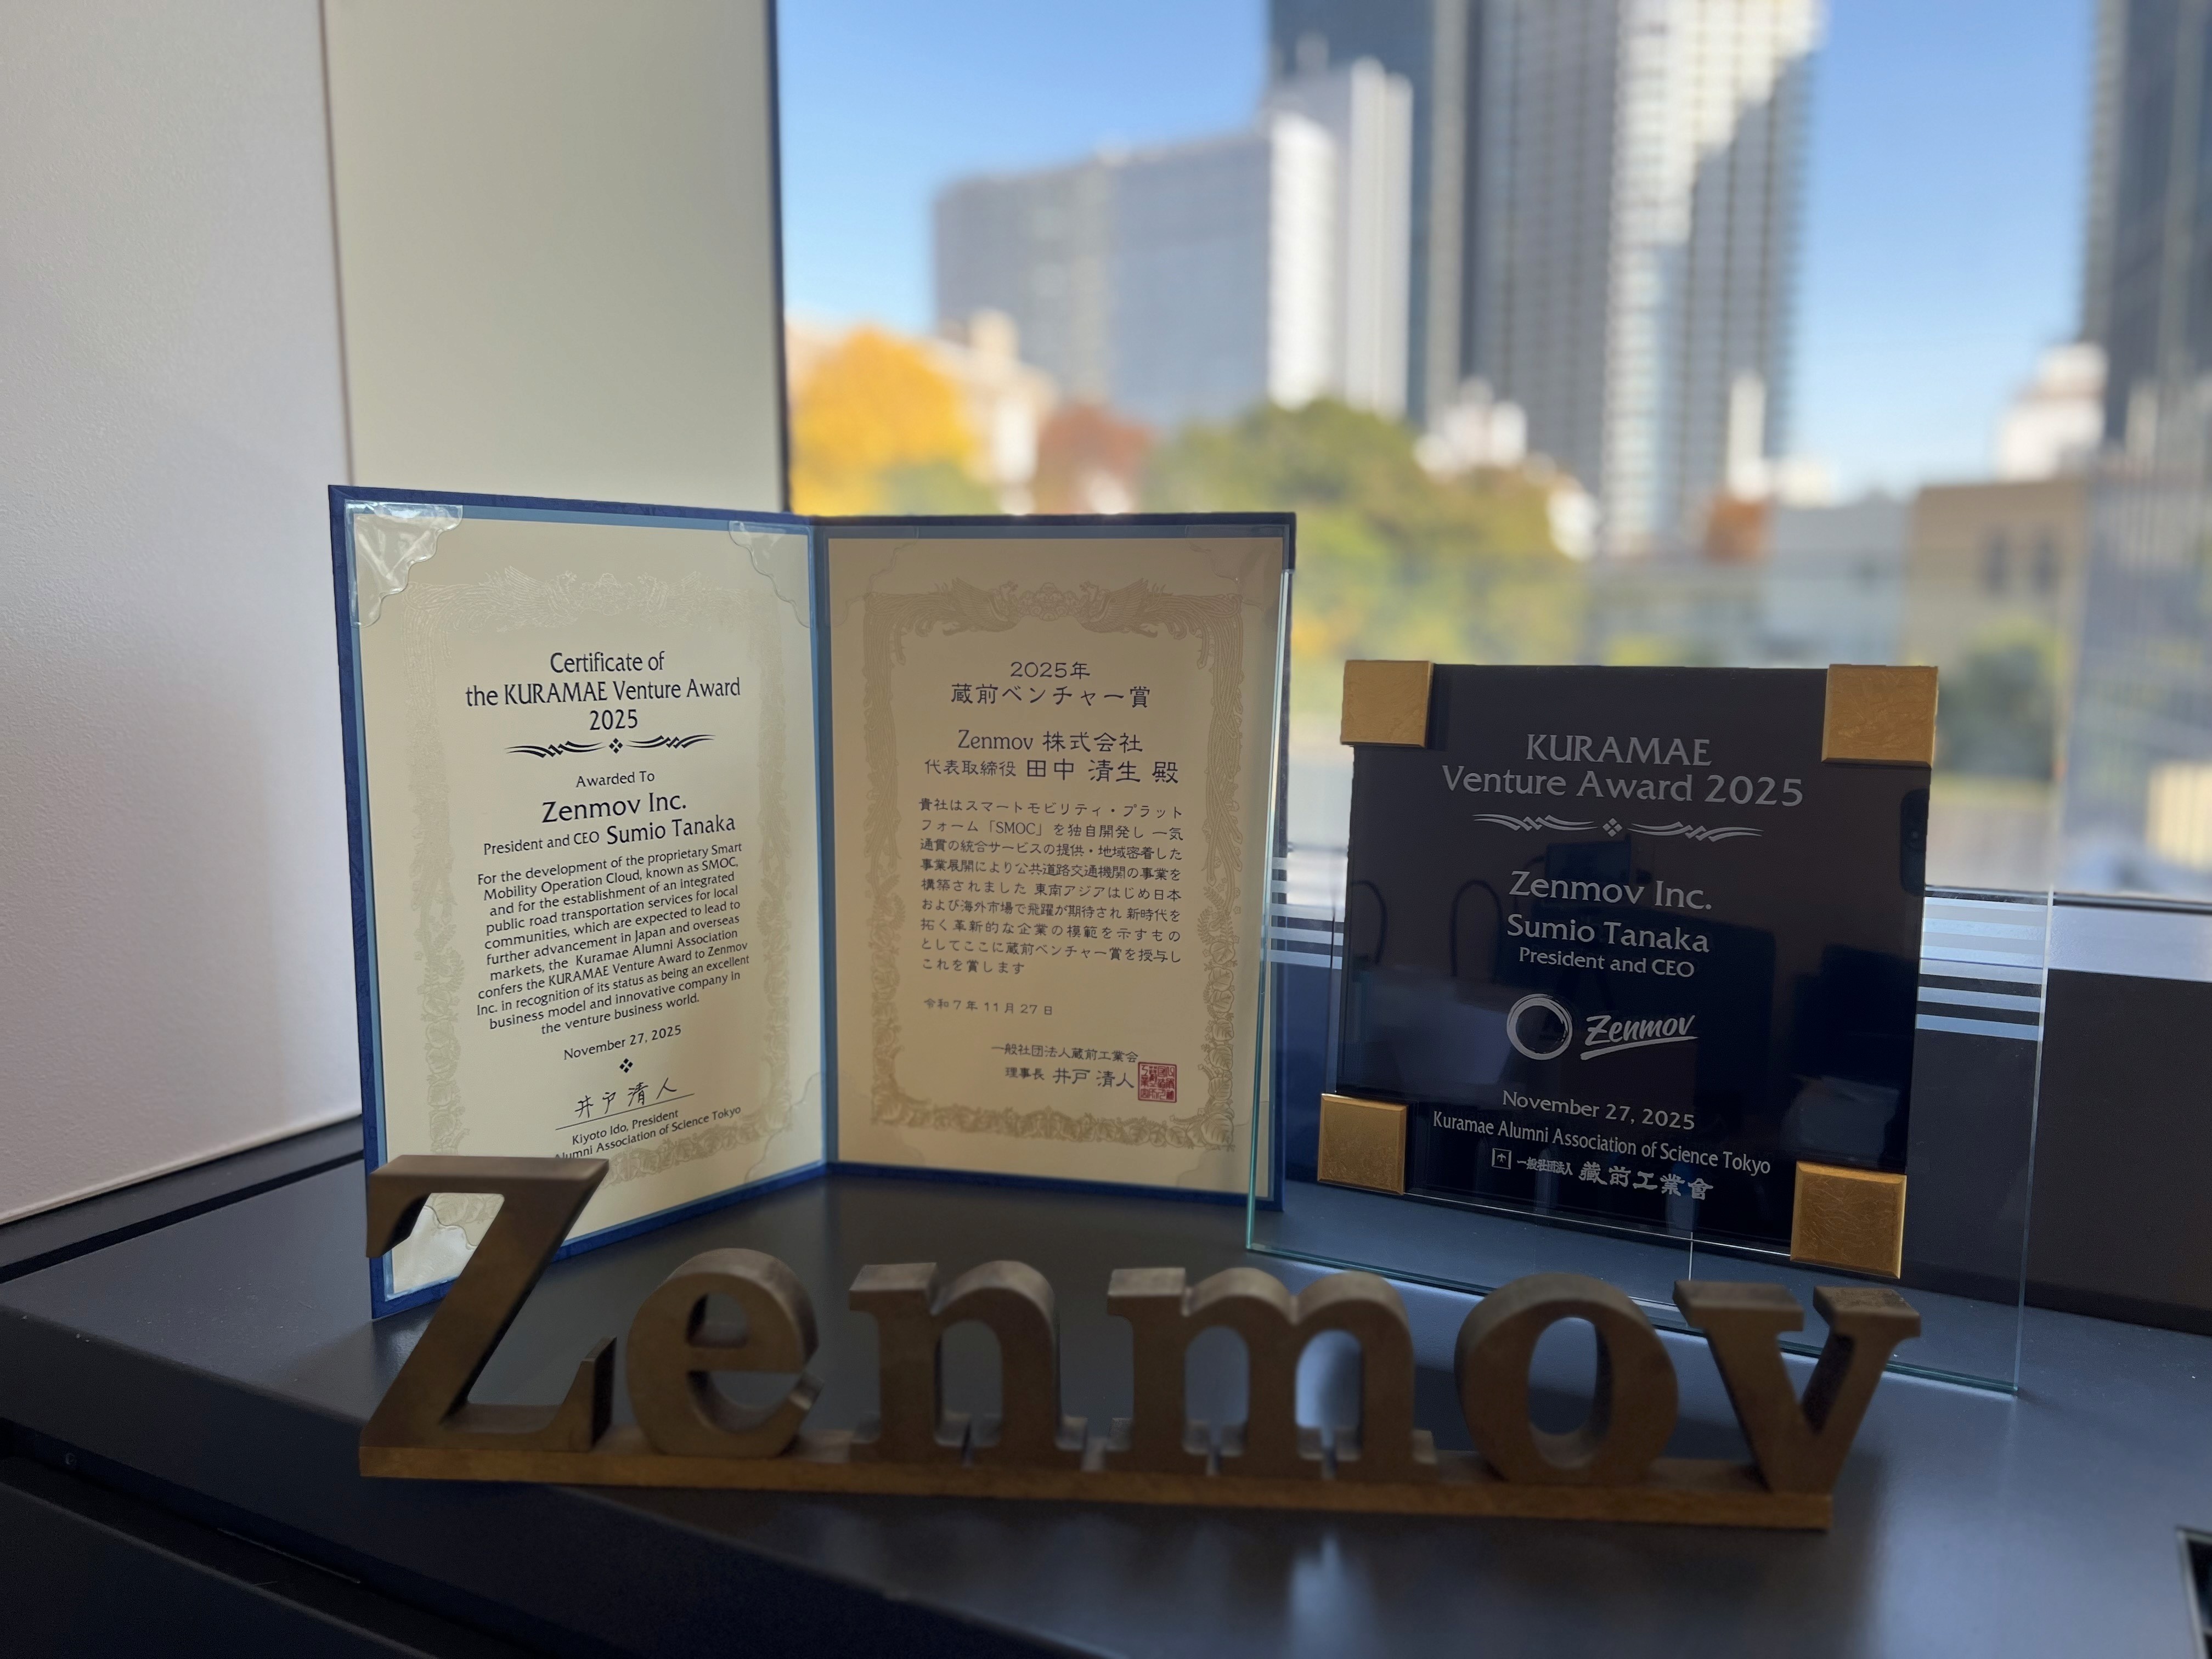 Certificate of
the KURAMAE Venture Award
2025
Awarded To
Zenmov Inc.
President and CEO Sumio Tanaka
For the development of the proprietary Smart
Mobility Operation Cloud, known as SMOC,
and for the establishment of an integrated
public road transportation services for local
communities, which are expected to lead to
further advancement in Japan and overseas
markets, the Kuramae Alumni Association
confers the KURAMAE Venture Award to Zenmov
Inc. in recognition of its status as being an excellent
business model and innovative company in
the venture business world.
November 27, 2025
井戸清人
Kiyoto Ido, President
Alumni Association of Science Tokyo
2025年
蔵前ベンチャー賞
Zenmov 株式会社
代表取締役 田中 清生 殿
貴社はスマートモビリティ・プラット
フォーム「SMOC」を独自開発し 一気
通貫の統合サービスの提供・地域密着した
事業展開により公共道路交通機関の事業を
構築されました 東南アジアはじめ日本
および海外市場で飛躍が期待され 新時代を
拓く革新的な企業の模範を示すもの
としてここに蔵前ベンチャー賞を授与し
これを賞します
令和7年11月27日
一般社団法人蔵前工業会
理事長 井戸 清人
KURAMAE
Venture Award 2025
Zenmov Inc.
Sumio Tanaka
President and CEO
Zenmov
November 27, 2025
Kuramae Alumni Association of Science Tokyo
一般社団法人 蔵前工業會
Zenmov